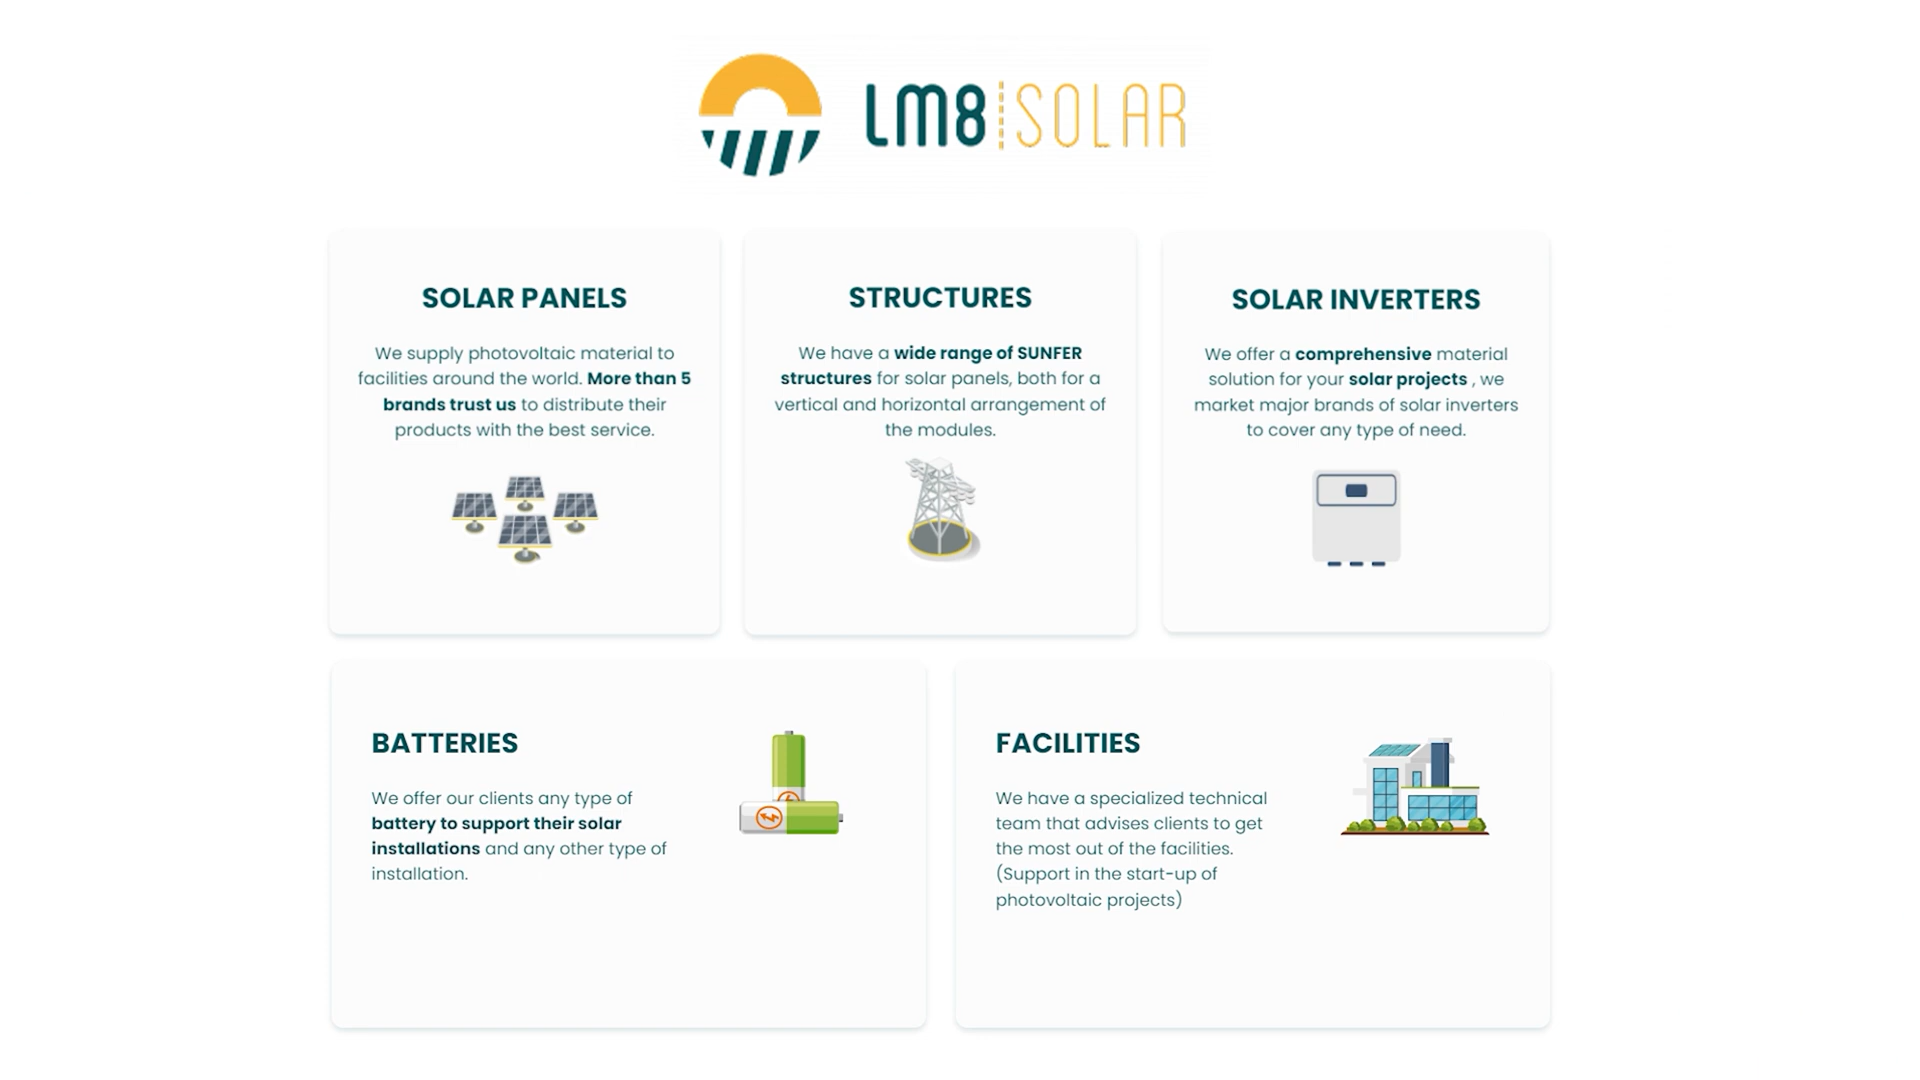 LM8 SOLAR
SOLAR PANELS
We supply photovoltaic material to
facilities around the world. More than 5
brands trust us to distribute their
products with the best service.
STRUCTURES
We have a wide range of SUNFER
structures for solar panels, both for a
vertical and horizontal arrangement of
the modules.
SOLAR INVERTERS
We offer a comprehensive material
solution for your solar projects , we
market major brands of solar inverters
to cover any type of need.
BATTERIES
We offer our clients any type of
battery to support their solar
installations and any other type of
installation.
FACILITIES
We have a specialized technical
team that advises clients to get
the most out of the facilities.
(Support in the start-up of
photovoltaic projects)